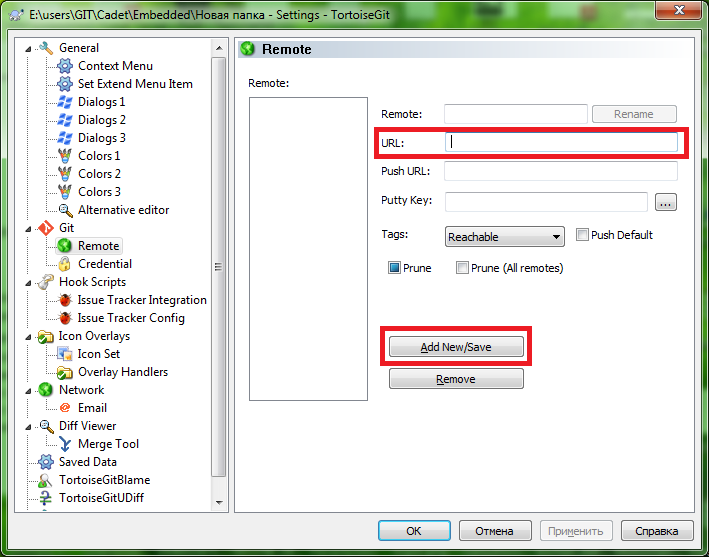 E:\users\GIT\Cadet\Embedded\Новая папка - Settings - TortoiseGit
General
Context Menu
Set Extend Menu Item
Dialogs 1
Dialogs 2
Dialogs 3
Colors 1
Colors 2
Colors 3
Alternative editor
Git
Remote
Credential
Hook Scripts
Issue Tracker Integration
Issue Tracker Config
Icon Overlays
Icon Set
Overlay Handlers
Network
Email
Diff Viewer
Merge Tool
Saved Data
TortoiseGitBlame
TortoiseGitUDiff
Remote
Remote:
Remote:
Rename
URL:
Push URL:
Putty Key:
...
Tags:
Reachable
Push Default
Prune
Prune (All remotes)
Add New/Save
Remove
OK
Отмена
Применить
Справка